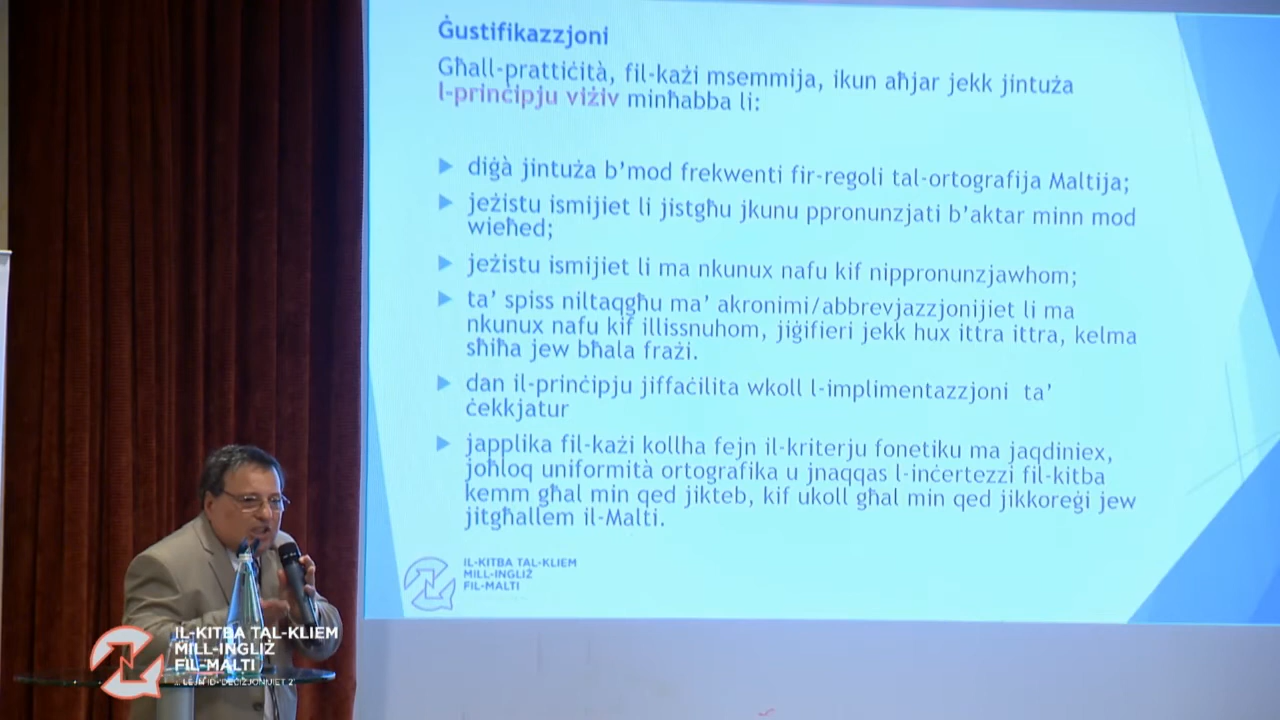 Ġustifikazzjoni
Għall-prattiċità, fil-każi msemmija, ikun aħjar jekk jintuża
l-prinċipju viżiv minħabba li:
diġà jintuża b'mod frekwenti fir-regoli tal-ortografija Maltija;
jeżistu ismijiet li jistgħu jkunu ppronunzjati b'aktar minn mod
wieħed;
jeżistu ismijiet li ma nkunux nafu kif nippronunzjawhom;
ta' spiss niltaqgħu ma' akronimi/abbrevjazzjonijiet li ma
nkunux nafu kif illissnuhom, jiġifieri jekk hux ittra ittra, kelma
sħiħa jew bħala frażi.
dan il-prinċipju jiffaċilita wkoll l-implimentazzjoni ta'
ċekkjatur
japplika fil-każi kollha fejn il-kriterju fonetiku ma jaqdiniex,
joħloq uniformità ortografika u jnaqqas l-inċertezzi fil-kitba
kemm għal min qed jikteb, kif ukoll għal min qed jikkoreġi jew
jitgħallem il-Malti.
IL-KITBA TAL-KLIEM
MILL-INGLIŻ
FIL-MALTI
IL-KITBA TAL-KLIEM
MILL-INGLIŻ
FIL-MALTI
... LEJN ID-'DEĊIŻJONIJIET 2'